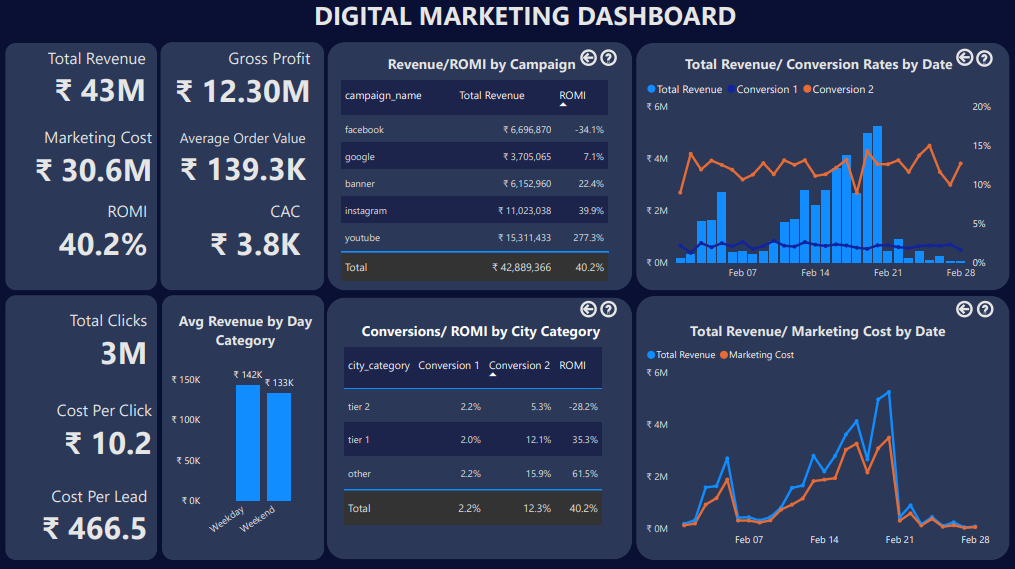 DIGITAL MARKETING DASHBOARD
Total Revenue
₹ 43M
Marketing Cost
₹ 30.6M
ROMI
40.2%
Gross Profit
₹ 12.30M
Average Order Value
₹ 139.3K
CAC
₹ 3.8K
Revenue/ROMI by Campaign
?
campaign_name Total Revenue ROMI
facebook ₹ 6,696,870 -34.1%
google ₹ 3,705,065 7.1%
banner ₹ 6,152,960 22.4%
instagram ₹ 11,023,038 39.9%
youtube ₹ 15,311,433 277.3%
Total ₹ 42,889,366 40.2%
Total Revenue/ Conversion Rates by Date
?
Total Revenue Conversion 1 Conversion 2
₹ 6M 20%
15%
₹ 4M
10%
₹ 2M
5%
₹ 0M 0%
Feb 07 Feb 14 Feb 21 Feb 28
Total Clicks
3M
Cost Per Click
₹ 10.2
Cost Per Lead
₹ 466.5
Avg Revenue by Day
Category
₹ 150K
₹ 100K
₹ 50K
₹ 0K
₹ 142K
₹ 133K
Weekday
Weekend
?
Conversions/ ROMI by City Category
city_category Conversion 1 Conversion 2 ROMI
tier 2 2.2% 5.3% -28.2%
tier 1 2.0% 12.1% 35.3%
other 2.2% 15.9% 61.5%
Total 2.2% 12.3% 40.2%
?
Total Revenue/ Marketing Cost by Date
Total Revenue Marketing Cost
₹ 6M
₹ 4M
₹ 2M
₹ 0M
Feb 07 Feb 14 Feb 21 Feb 28